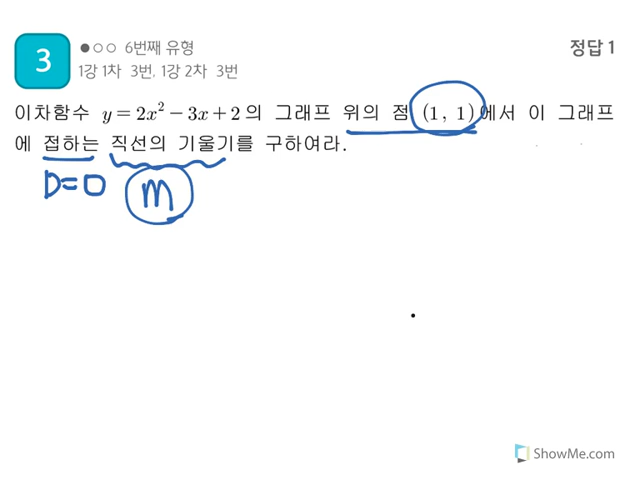 3
●○○ 6번째 유형
정답 1
1강 1차 3번, 1강 2차 3번
이차함수 y = 2x² − 3x + 2 의 그래프 위의 점 (1, 1)에서 이 그래프
에 접하는 직선의 기울기를 구하여라.
D=0
m
ShowMe.com